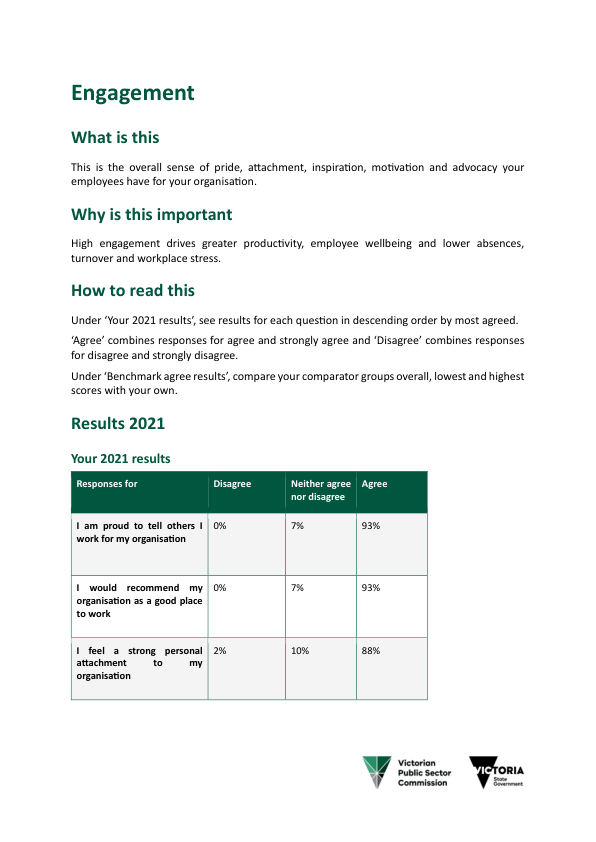 Engagement
What is this
This is the overall sense of pride, attachment, inspiration, motivation and advocacy your
employees have for your organisation.
Why is this important
High engagement drives greater productivity, employee wellbeing and lower absences,
turnover and workplace stress.
How to read this
Under ‘Your 2021 results’, see results for each question in descending order by most agreed.
‘Agree’ combines responses for agree and strongly agree and ‘Disagree’ combines responses
for disagree and strongly disagree.
Under ‘Benchmark agree results’, compare your comparator groups overall, lowest and highest
scores with your own.
Results 2021
Your 2021 results
Responses for Disagree Neither agree Agree
nor disagree
I am proud to tell others I 0% 7% 93%
work for my organisation
I would recommend my 0% 7% 93%
organisation as a good place
to work
I feel a strong personal 2% 10% 88%
attachment to my
organisation
Victorian
Public Sector
Commission
VICTORIA
State
Government